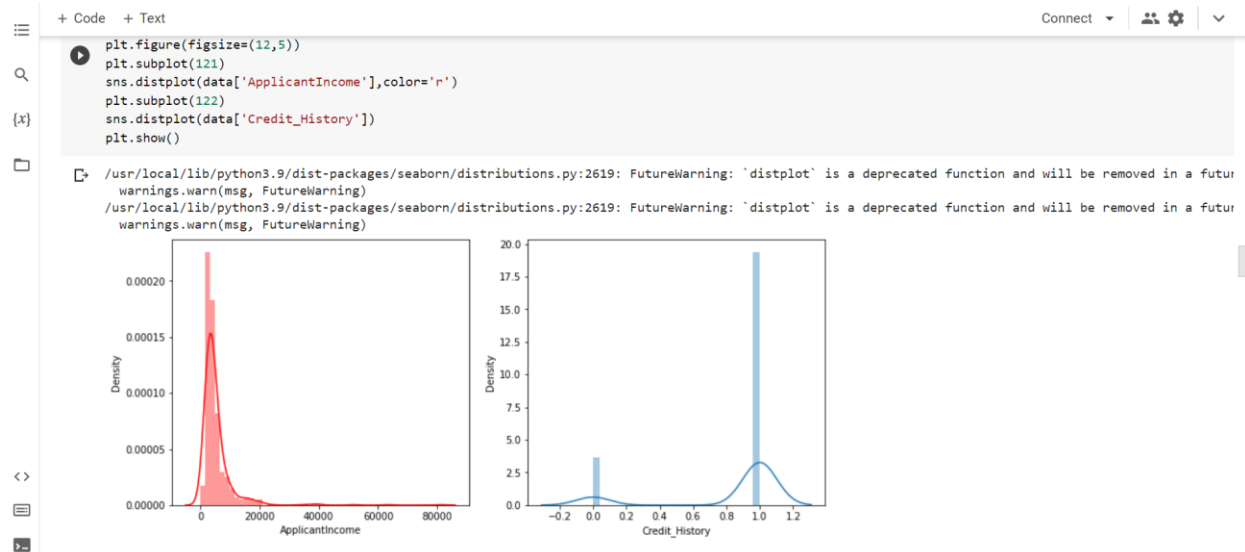 + Code + Text
Connect
{x}
plt.figure(figsize=(12,5))
plt.subplot(121)
sns.distplot(data['ApplicantIncome'],color='r')
plt.subplot(122)
sns.distplot(data['Credit_History'])
plt.show()
/usr/local/lib/python3.9/dist-packages/seaborn/distributions.py:2619: FutureWarning: `distplot` is a deprecated function and will be removed in a futur
warnings.warn(msg, FutureWarning)
/usr/local/lib/python3.9/dist-packages/seaborn/distributions.py:2619: FutureWarning: `distplot` is a deprecated function and will be removed in a futur
warnings.warn(msg, FutureWarning)
0.00020
0.00015
0.00010
0.00005
0.00000
Density
0 20000 40000 60000 80000
ApplicantIncome
20.0
17.5
15.0
12.5
10.0
7.5
5.0
2.5
0.0
Density
−0.2 0.0 0.2 0.4 0.6 0.8 1.0 1.2
Credit_History